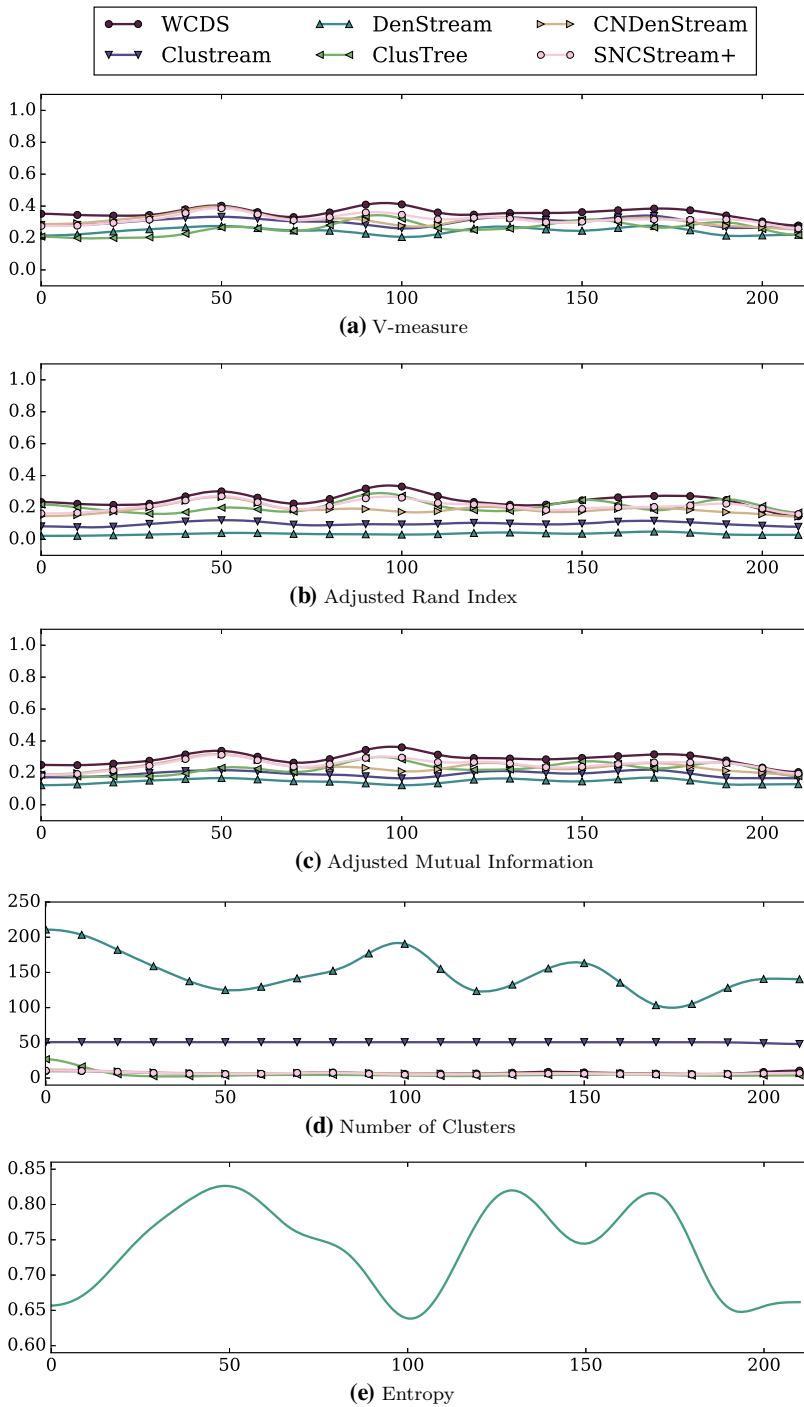 WCDS DenStream CNDenStream
Clustream ClusTree SNCStream+
1.0
0.8
0.6
0.4
0.2
0.0
0 50 100 150 200
(a) V-measure
1.0
0.8
0.6
0.4
0.2
0.0
0 50 100 150 200
(b) Adjusted Rand Index
1.0
0.8
0.6
0.4
0.2
0.0
0 50 100 150 200
(c) Adjusted Mutual Information
250
200
150
100
50
0
0 50 100 150 200
(d) Number of Clusters
0.85
0.80
0.75
0.70
0.65
0.60
0 50 100 150 200
(e) Entropy